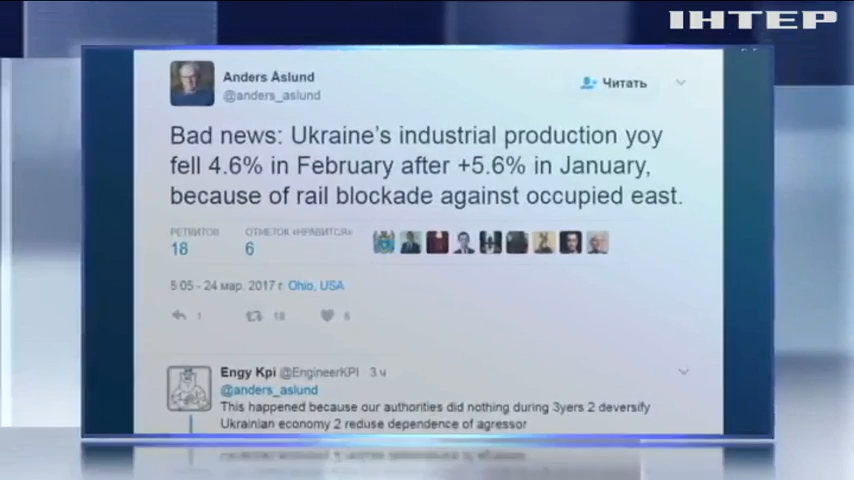 ІНТЕР
Anders Åslund
@anders_aslund
Читать
Bad news: Ukraine's industrial production yoy
fell 4.6% in February after +5.6% in January,
because of rail blockade against occupied east.
РЕТВИТОВ
18
ОТМЕТОК «НРАВИТСЯ»
6
5:05 - 24 мар. 2017 г. Ohio, USA
1 18 6
Engy Kpi @EngineerKPI 3 ч
@anders_aslund
This happened because our authorities did nothing during 3yers 2 deversify
Ukrainian economy 2 reduse dependence of agressor